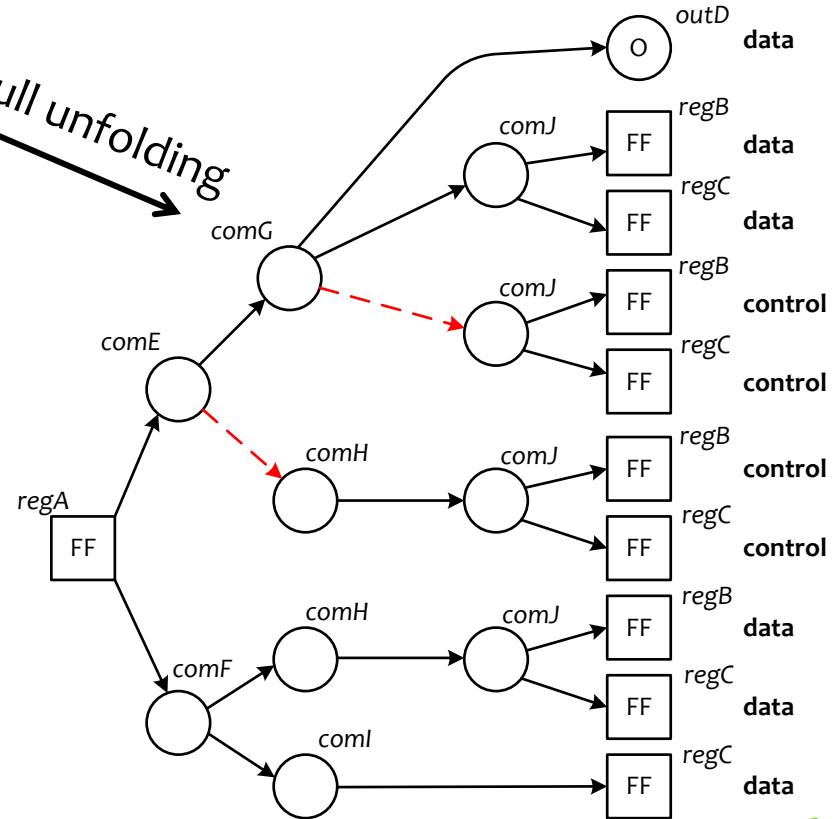 outD
O
data
ull unfolding
regB
comJ
FF
data
regC
FF
data
comG
regB
comJ
FF
control
comE
regC
FF
control
regB
comH
comJ
FF
control
regA
regC
FF
FF
control
regB
comH
comJ
FF
data
comF
regC
FF
data
comI
regC
FF
data